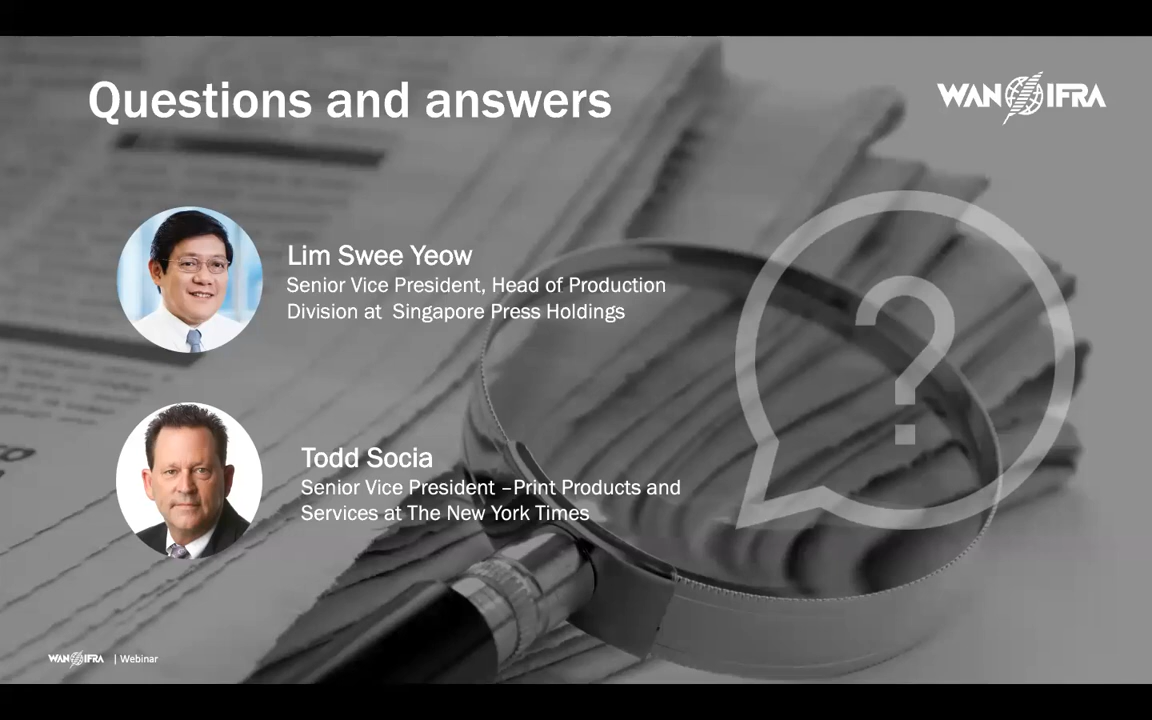 Questions and answers
WAN IFRA
Lim Swee Yeow
Senior Vice President, Head of Production
Division at Singapore Press Holdings
Todd Socia
Senior Vice President –Print Products and
Services at The New York Times
?
WAN IFRA | Webinar